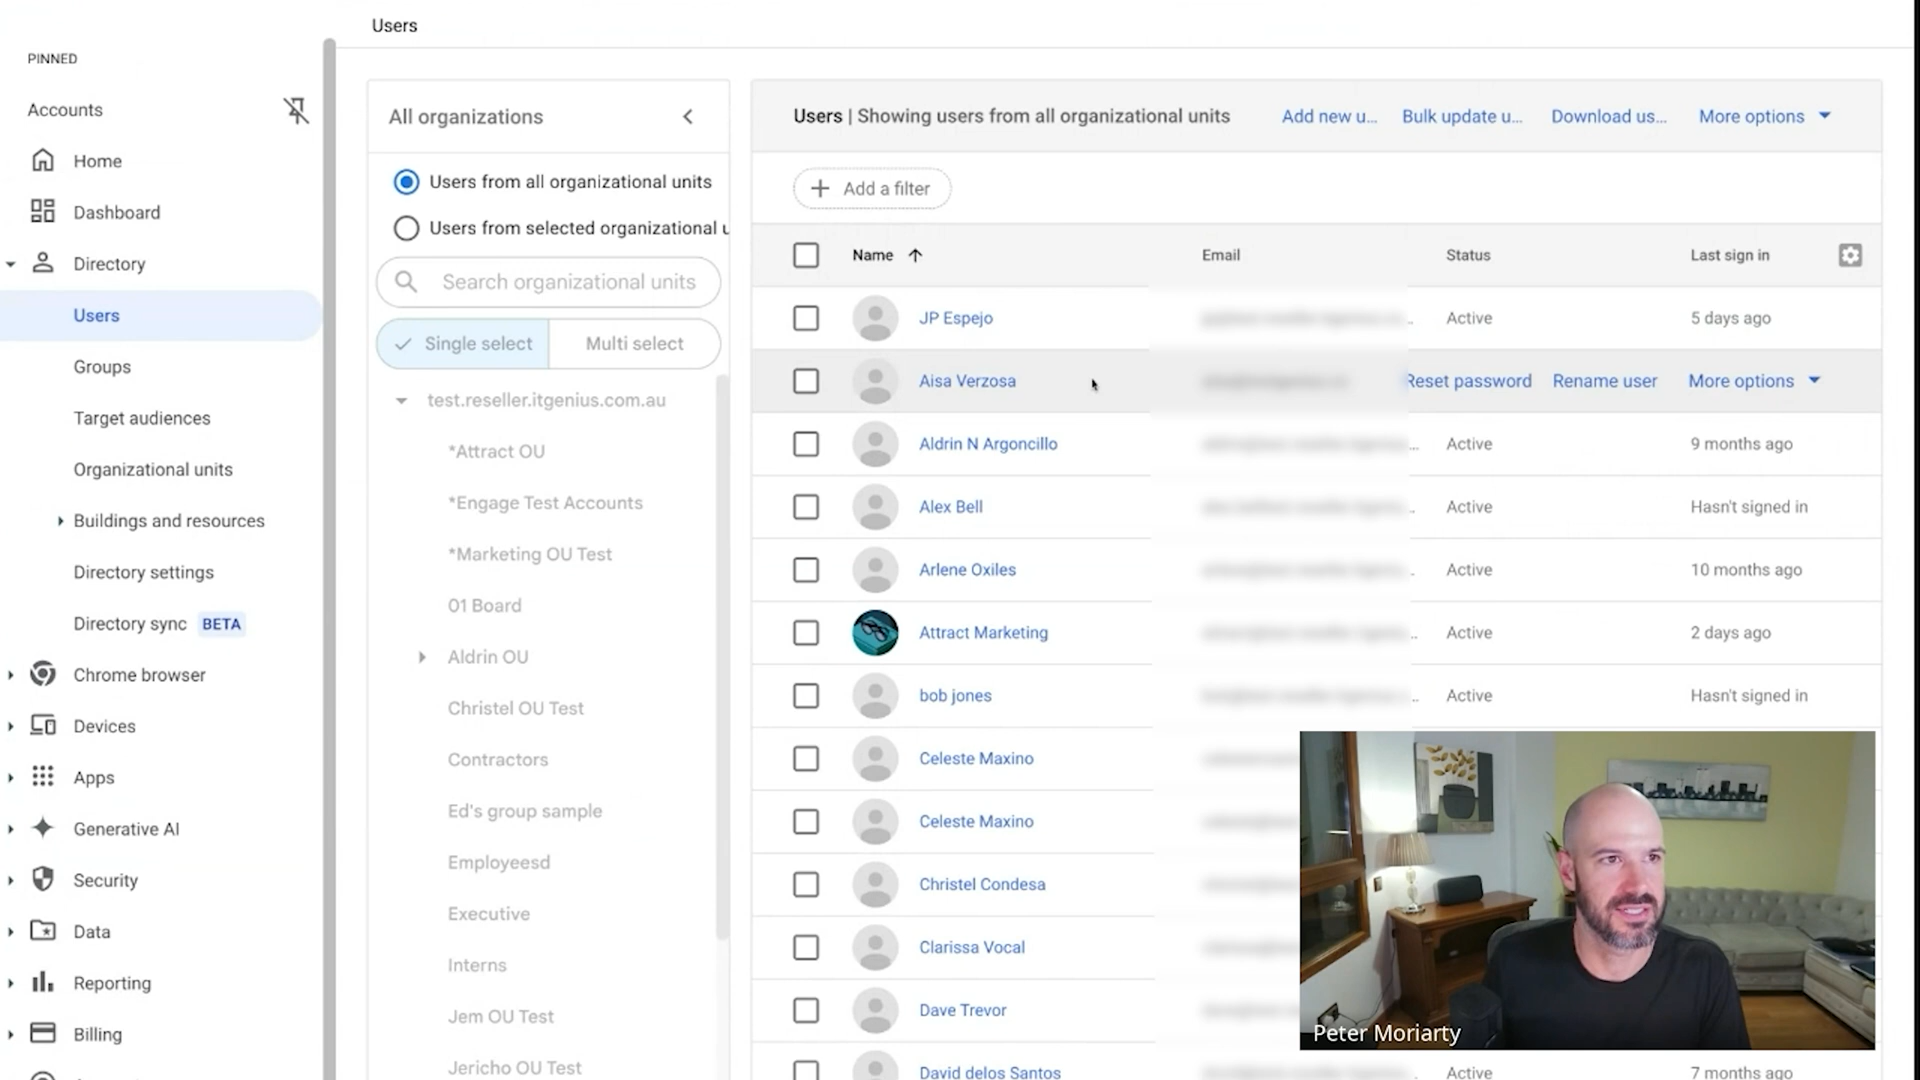 Users
PINNED
Accounts
Home
Dashboard
Directory
Users
Groups
Target audiences
Organizational units
Buildings and resources
Directory settings
Directory sync BETA
Chrome browser
Devices
Apps
Generative AI
Security
Data
Reporting
Billing
All organizations
Users from all organizational units
Users from selected organizational u
Search organizational units
Single select Multi select
test.reseller.itgenius.com.au
*Attract OU
*Engage Test Accounts
*Marketing OU Test
01 Board
Aldrin OU
Christel OU Test
Contractors
Ed's group sample
Employeesd
Executive
Interns
Jem OU Test
Jericho OU Test
Users | Showing users from all organizational units Add new u... Bulk update u... Download us... More options
Add a filter
Name Email Status Last sign in
JP Espejo Active 5 days ago
Aisa Verzosa Reset password Rename user More options
Aldrin N Argoncillo Active 9 months ago
Alex Bell Active Hasn't signed in
Arlene Oxiles Active 10 months ago
Attract Marketing Active 2 days ago
bob jones Active Hasn't signed in
Celeste Maxino
Celeste Maxino
Christel Condesa
Clarissa Vocal
Dave Trevor
David delos Santos Active 7 months ago
Peter Moriarty